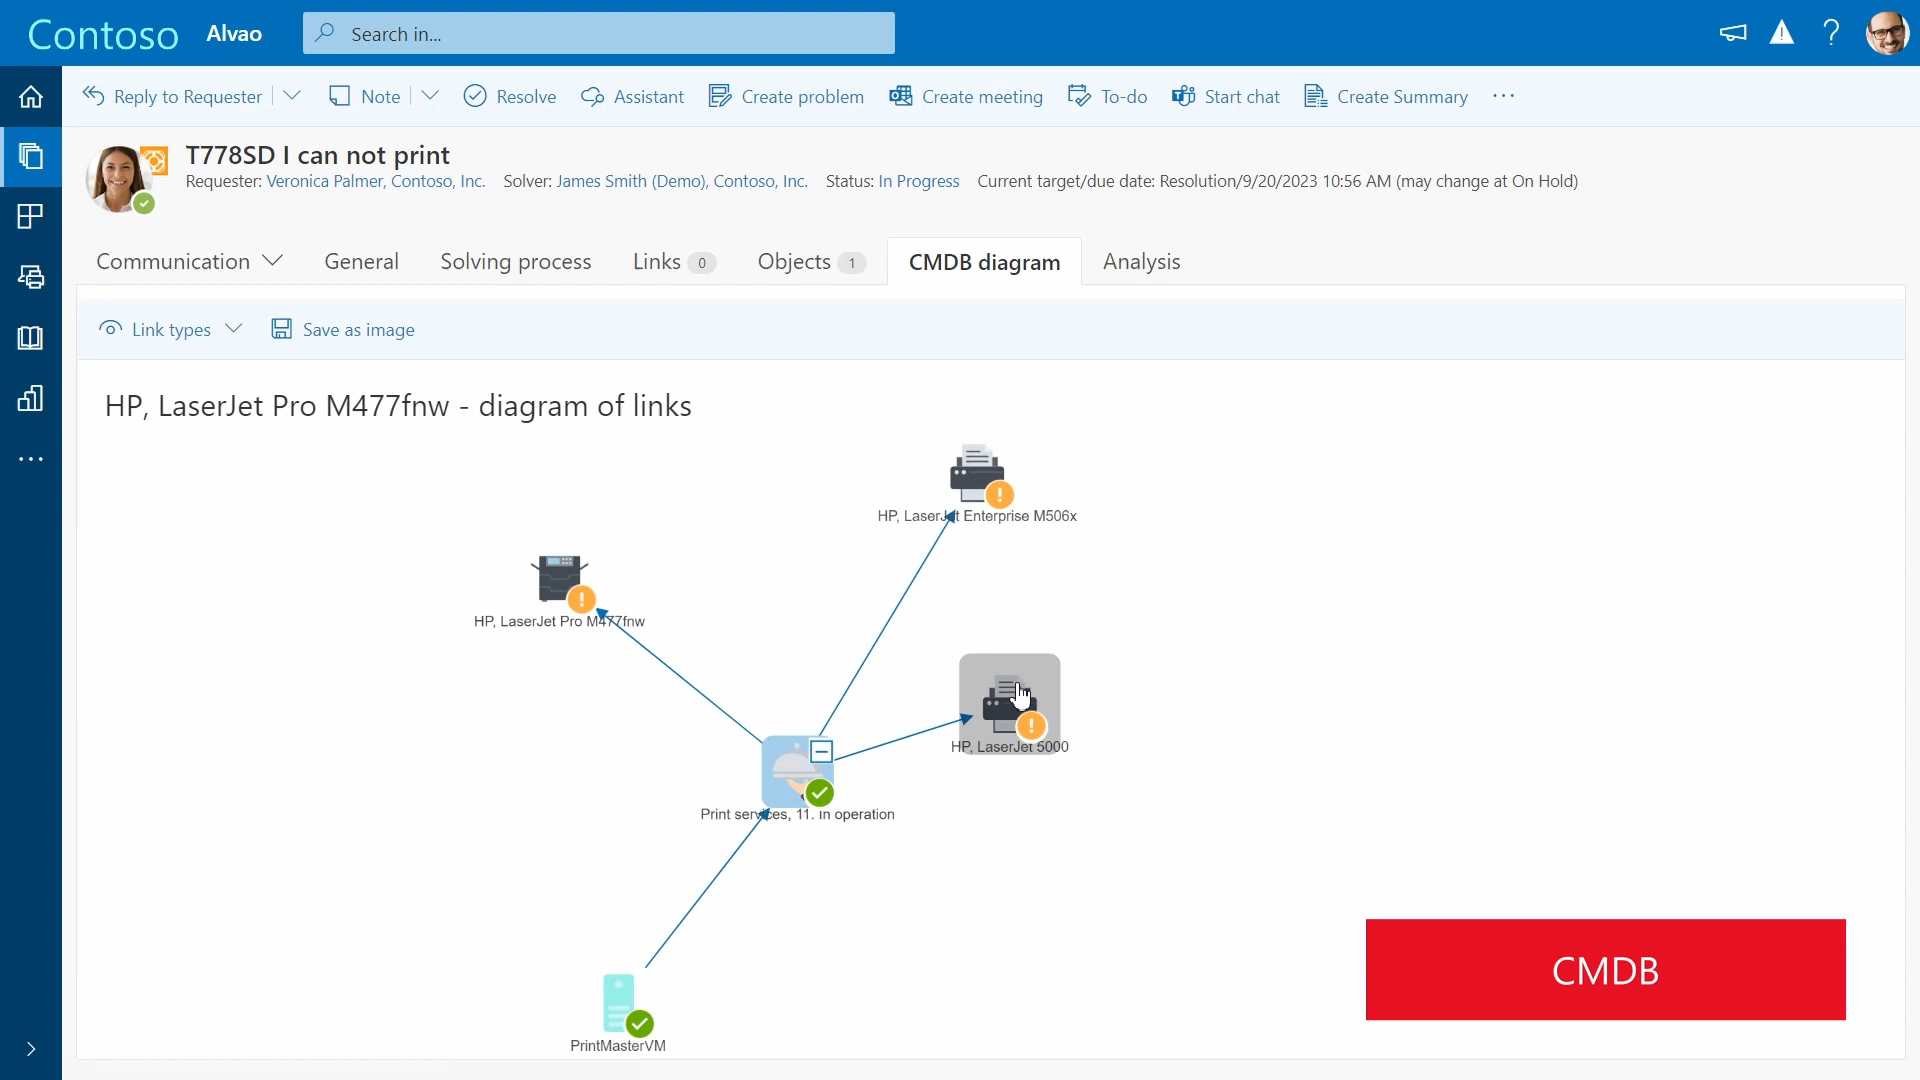 Contoso Alvao Search in...
Reply to Requester Note Resolve Assistant Create problem Create meeting To-do Start chat Create Summary
T778SD I can not print
Requester: Veronica Palmer, Contoso, Inc. Solver: James Smith (Demo), Contoso, Inc. Status: In Progress Current target/due date: Resolution/9/20/2023 10:56 AM (may change at On Hold)
Communication General Solving process Links 0 Objects 1 CMDB diagram Analysis
Link types Save as image
HP, LaserJet Pro M477fnw - diagram of links
HP, LaserJet Enterprise M506x
HP, LaserJet Pro M477fnw
HP, LaserJet 5000
Print services, 11. In operation
CMDB
PrintMasterVM